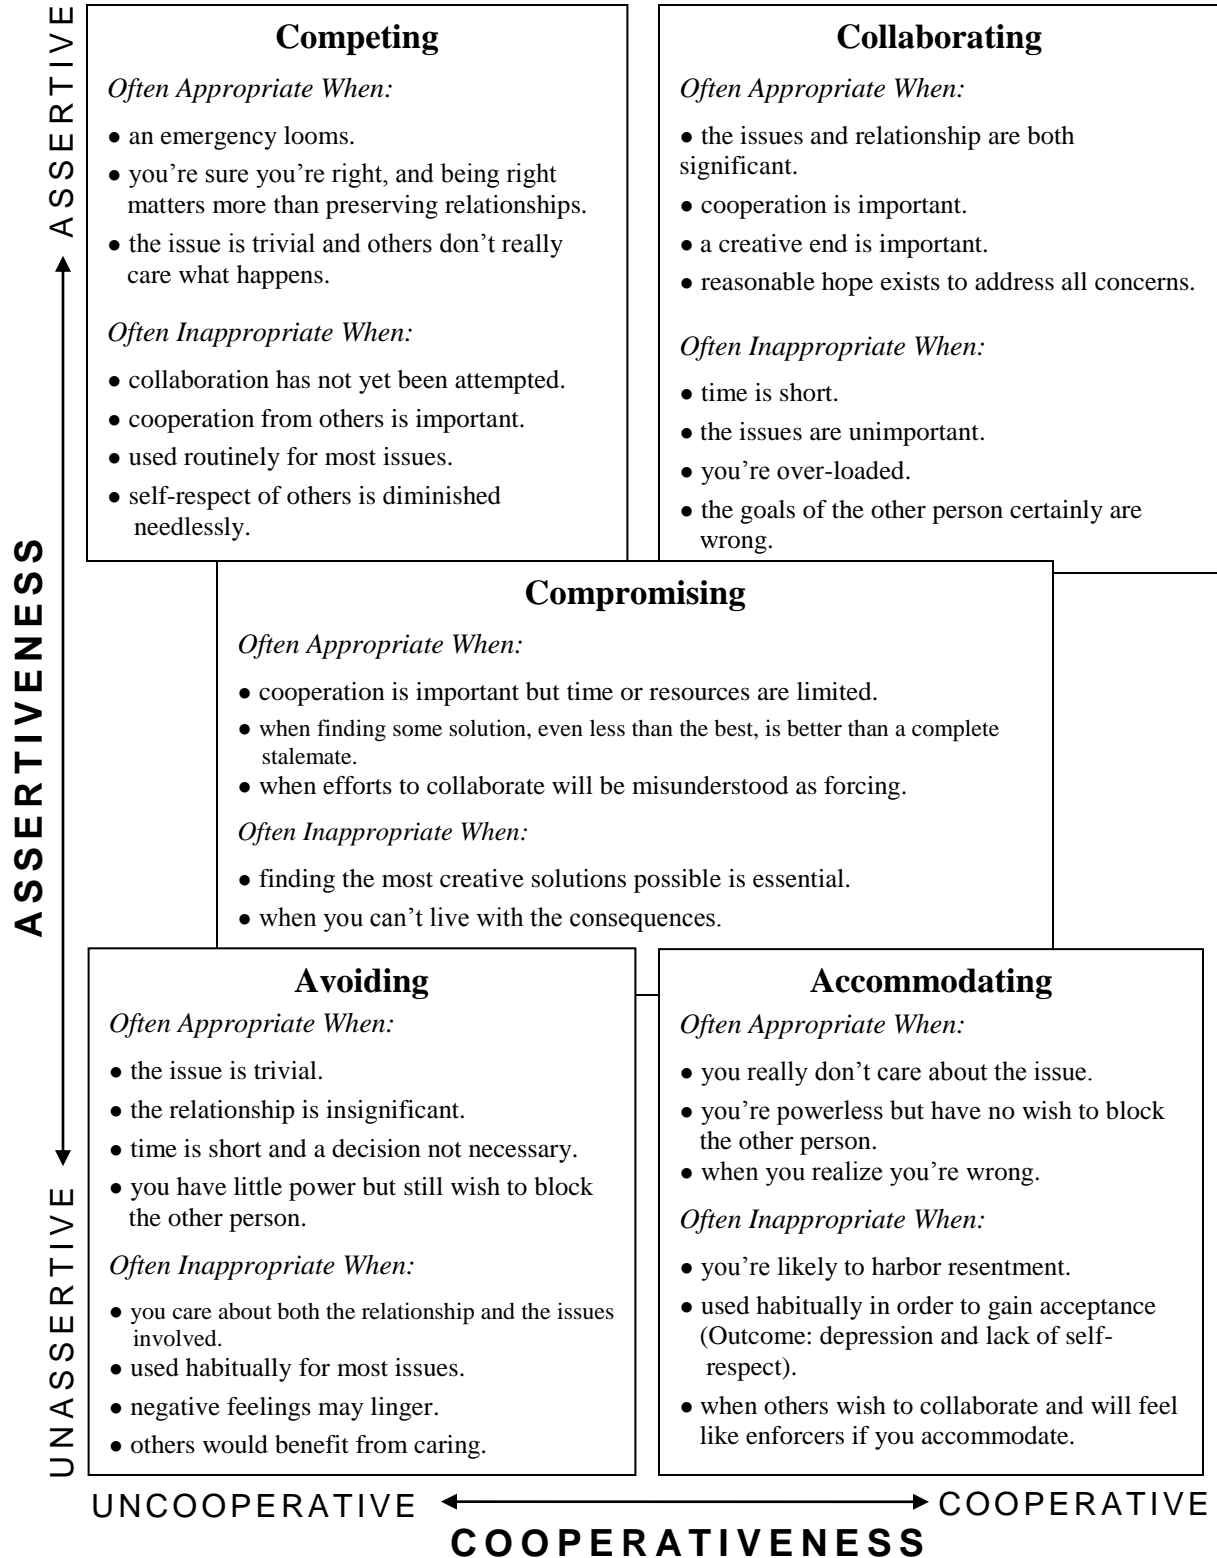 ASSERTIVE
ASSERTIVENESS
UNASSERTIVE
Competing
Often Appropriate When:
● an emergency looms.
● you’re sure you’re right, and being right
matters more than preserving relationships.
● the issue is trivial and others don’t really
care what happens.
Often Inappropriate When:
● collaboration has not yet been attempted.
● cooperation from others is important.
● used routinely for most issues.
● self-respect of others is diminished
needlessly.
Collaborating
Often Appropriate When:
● the issues and relationship are both
significant.
● cooperation is important.
● a creative end is important.
● reasonable hope exists to address all concerns.
Often Inappropriate When:
● time is short.
● the issues are unimportant.
● you’re over-loaded.
● the goals of the other person certainly are
wrong.
Compromising
Often Appropriate When:
● cooperation is important but time or resources are limited.
● when finding some solution, even less than the best, is better than a complete
stalemate.
● when efforts to collaborate will be misunderstood as forcing.
Often Inappropriate When:
● finding the most creative solutions possible is essential.
● when you can’t live with the consequences.
Avoiding
Often Appropriate When:
● the issue is trivial.
● the relationship is insignificant.
● time is short and a decision not necessary.
● you have little power but still wish to block
the other person.
Often Inappropriate When:
● you care about both the relationship and the issues
involved.
● used habitually for most issues.
● negative feelings may linger.
● others would benefit from caring.
Accommodating
Often Appropriate When:
● you really don’t care about the issue.
● you’re powerless but have no wish to block
the other person.
● when you realize you’re wrong.
Often Inappropriate When:
● you’re likely to harbor resentment.
● used habitually in order to gain acceptance
(Outcome: depression and lack of self-
respect).
● when others wish to collaborate and will feel
like enforcers if you accommodate.
UNCOOPERATIVE
COOPERATIVE
COOPERATIVENESS